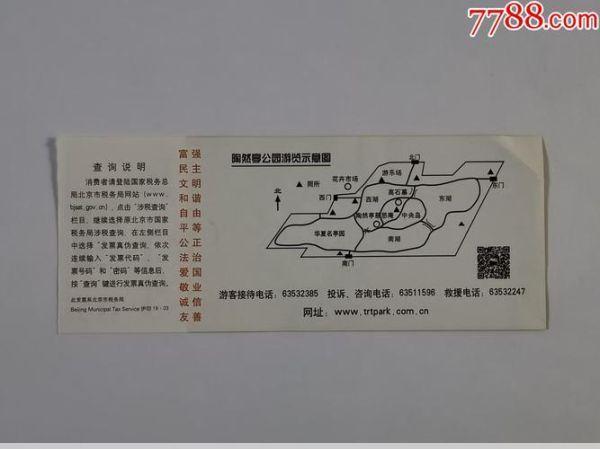 7788.com
查询说明
消费者请登陆国家税务总
局北京市税务局网站（www.
bjsat.gov.cn），点击“涉税查询”
栏目，继续选择原北京市国家
税务局涉税查询，在左侧栏目
中选择“发票真伪查询，依次
连续输入“发票代码”、“发
票号码”和“密码”等信息后，
按“查询”键进行发票真伪查询。
此发票系北京市税务局
Beijing Municipal Tax Service
富强
民主
文明
和谐
自由
平等
公正
法治
爱国
敬业
诚信
友善
陶然亭公园游览示意图
北
厕所
花卉市场
游乐场
北门
东门
西门
西湖
高石墓
东湖
陶然亭慈悲庵
中央岛
华夏名亭园
南湖
南门
游客接待电话：63532385 投诉、咨询电话：63511596 救援电话：63532247
网址：www.trtpark.com.cn